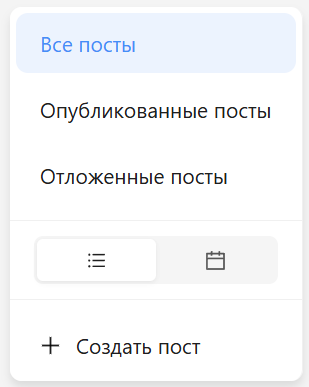 Все посты
Опубликованные посты
Отложенные посты
Создать пост